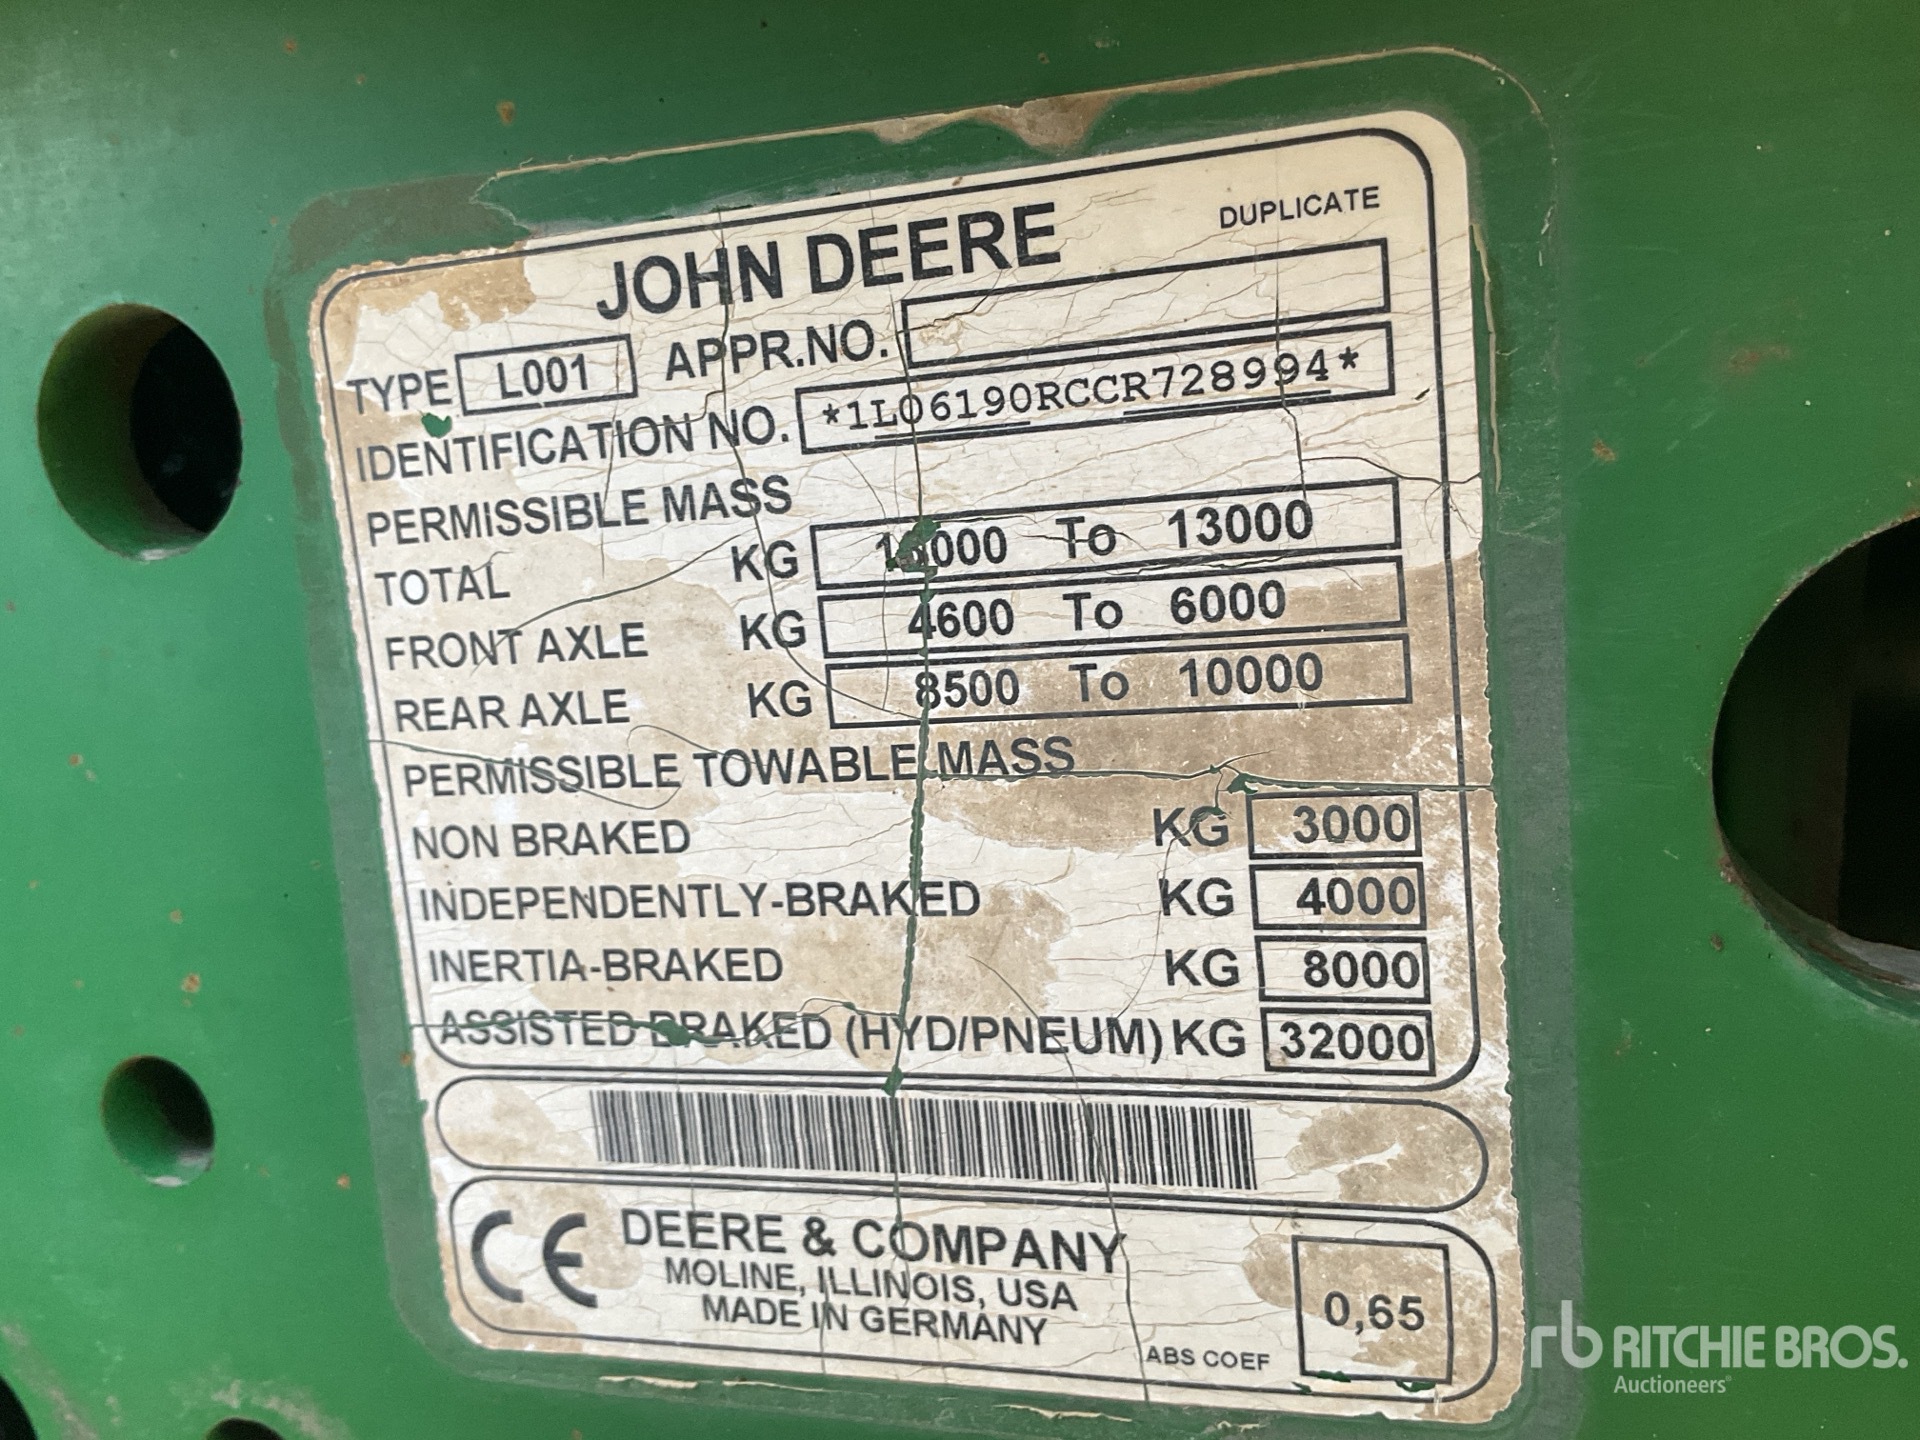 JOHN DEERE
DUPLICATE
TYPE L001 APPR.NO.
IDENTIFICATION NO. *1L06190RCCR728994*
PERMISSIBLE MASS
TOTAL KG To 13000
FRONT AXLE KG 4600 To 6000
REAR AXLE KG 8500 To 10000
PERMISSIBLE TOWABLE MASS
NON BRAKED KG 3000
INDEPENDENTLY-BRAKED KG 4000
INERTIA-BRAKED KG 8000
ASSISTED BRAKED (HYD/PNEUM) KG 32000
CE DEERE & COMPANY
MOLINE, ILLINOIS, USA
MADE IN GERMANY
ABS COEF 0,65
rb RITCHIE BROS.
Auctioneers